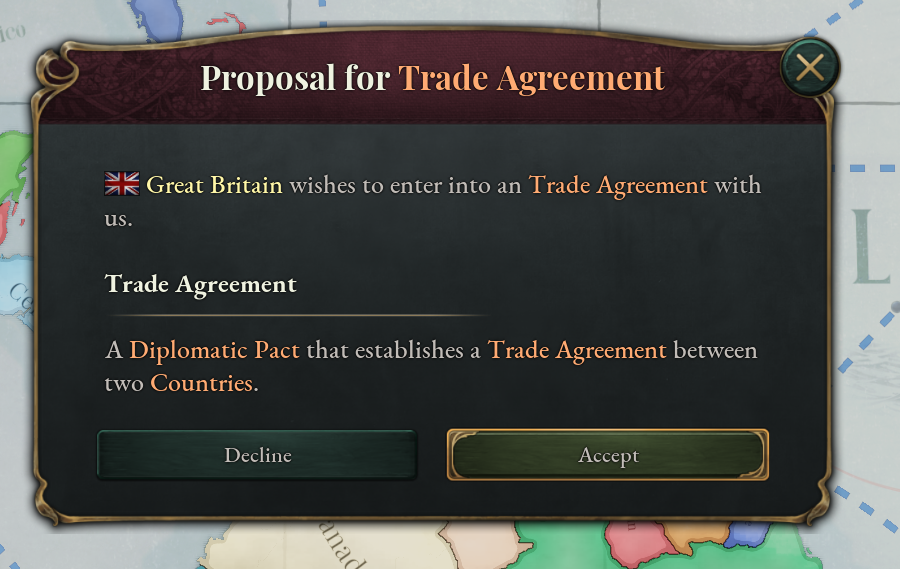 Proposal for Trade Agreement
Great Britain wishes to enter into an Trade Agreement with
us.
Trade Agreement
A Diplomatic Pact that establishes a Trade Agreement between
two Countries.
Decline
Accept
L